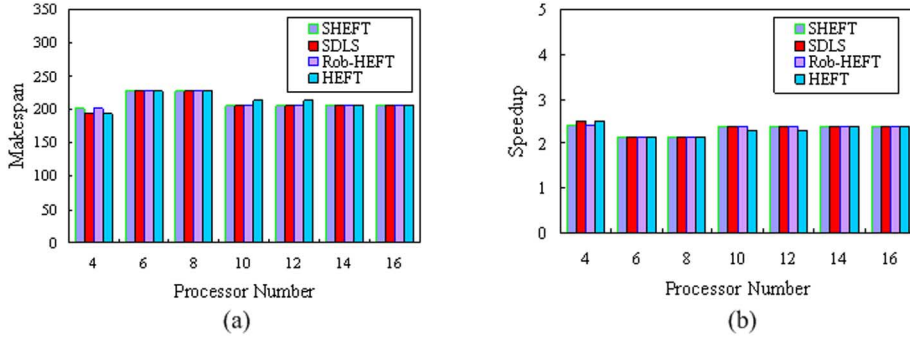 350
300
250
200
150
100
50
0
Makespan
SHEFT
SDLS
Rob-HEFT
HEFT
4 6 8 10 12 14 16
Processor Number
(a)
5
4
3
2
1
0
Speedup
SHEFT
SDLS
Rob-HEFT
HEFT
4 6 8 10 12 14 16
Processor Number
(b)